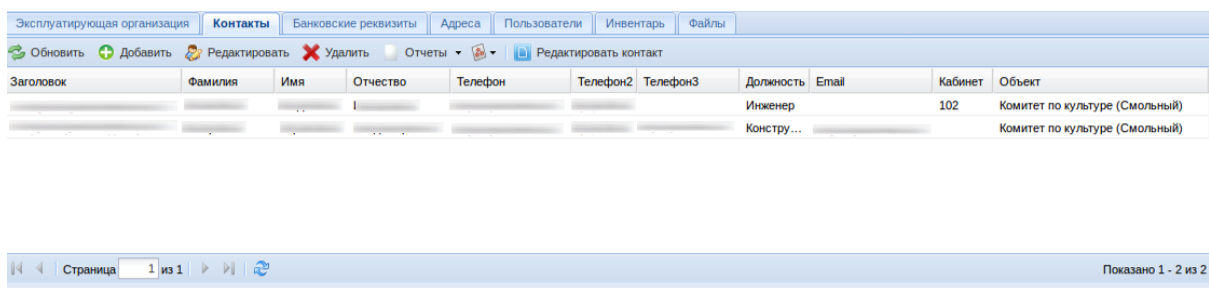 Эксплуатирующая организация Контакты Банковские реквизиты Адреса Пользователи Инвентарь Файлы
Обновить Добавить Редактировать Удалить Отчеты Редактировать контакт
Заголовок Фамилия Имя Отчество Телефон Телефон2 Телефон3 Должность Email Кабинет Объект
Инженер 102 Комитет по культуре (Смольный)
Констру... Комитет по культуре (Смольный)
Страница 1 из 1 Показано 1 - 2 из 2